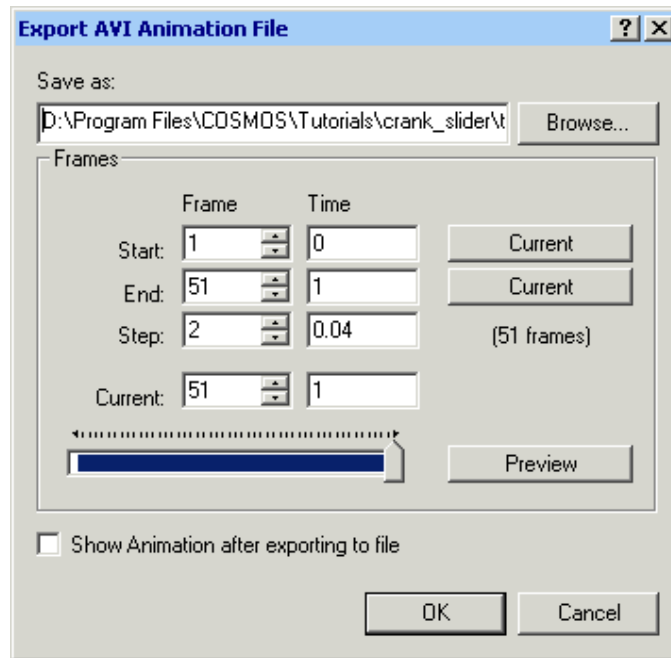 Export AVI Animation File
Save as:
D:\Program Files\COSMOS\Tutorials\crank_slider\t
Browse...
Frames
Frame Time
Start: 1 0 Current
End: 51 1 Current
Step: 2 0.04 (51 frames)
Current: 51 1
Preview
Show Animation after exporting to file
OK Cancel